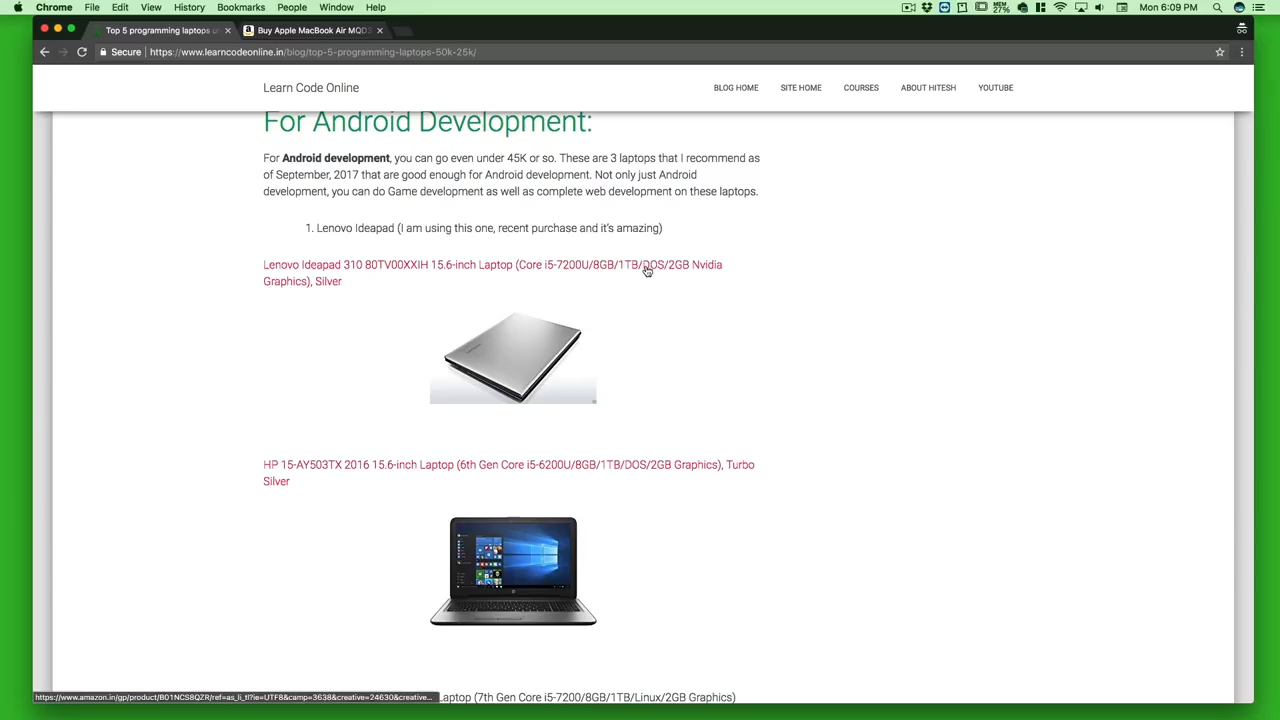 Chrome File Edit View History Bookmarks People Window Help
27% Mon 6:09 PM
Top 5 programming laptops un
Buy Apple MacBook Air MQD3
Secure https://www.learncodeonline.in/blog/top-5-programming-laptops-50k-25k/
Learn Code Online
BLOG HOME SITE HOME COURSES ABOUT HITESH YOUTUBE
For Android Development:
For Android development, you can go even under 45K or so. These are 3 laptops that I recommend as
of September, 2017 that are good enough for Android development. Not only just Android
development, you can do Game development as well as complete web development on these laptops.
1. Lenovo Ideapad (I am using this one, recent purchase and it's amazing)
Lenovo Ideapad 310 80TV00XXIH 15.6-inch Laptop (Core i5-7200U/8GB/1TB/DOS/2GB Nvidia
Graphics), Silver
HP 15-AY503TX 2016 15.6-inch Laptop (6th Gen Core i5-6200U/8GB/1TB/DOS/2GB Graphics), Turbo
Silver
Laptop (7th Gen Core i5-7200/8GB/1TB/Linux/2GB Graphics)
https://www.amazon.in/gp/product/B01NCS8QZR/ref=as_li_tl?ie=UTF8&camp=3638&creative=24630&creative...